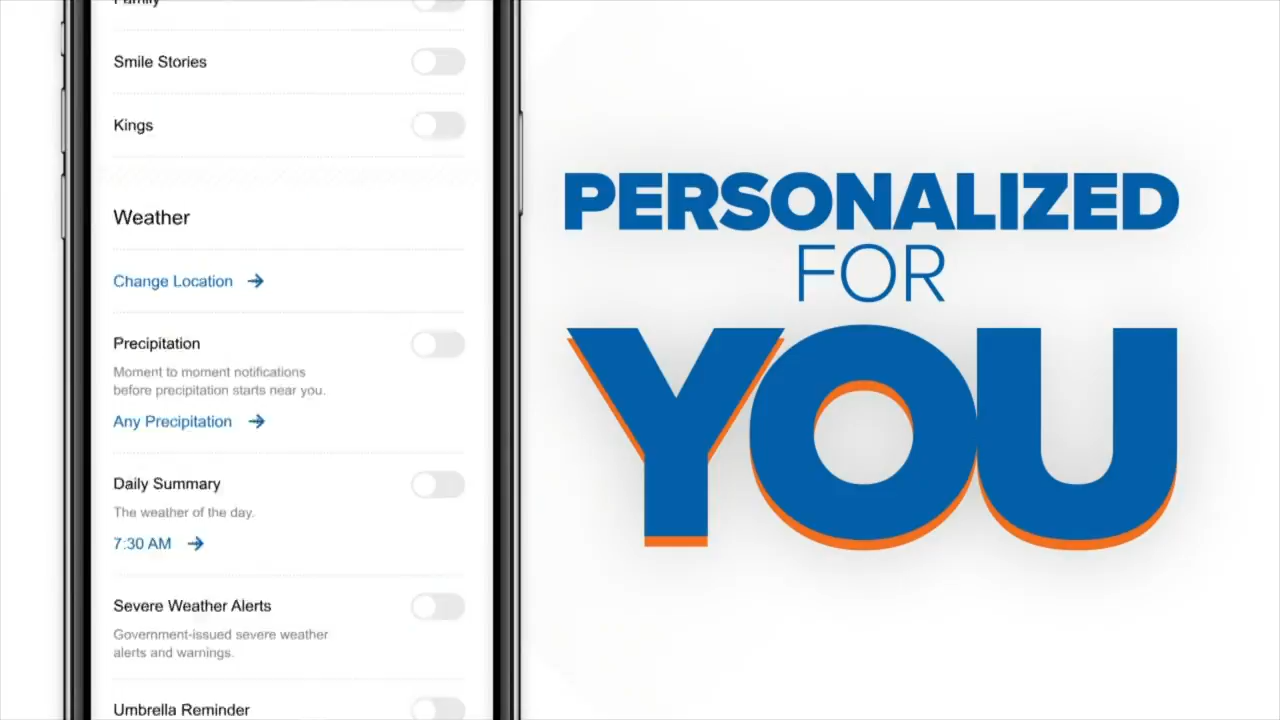 Family
Smile Stories
Kings
Weather
Change Location
Precipitation
Moment to moment notifications
before precipitation starts near you.
Any Precipitation
Daily Summary
The weather of the day.
7:30 AM
Severe Weather Alerts
Government-issued severe weather
alerts and warnings.
Umbrella Reminder
PERSONALIZED
FOR
YOU